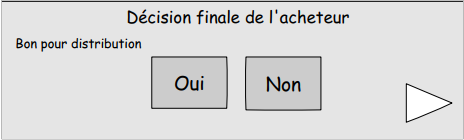 Décision finale de l'acheteur
Bon pour distribution
Oui
Non